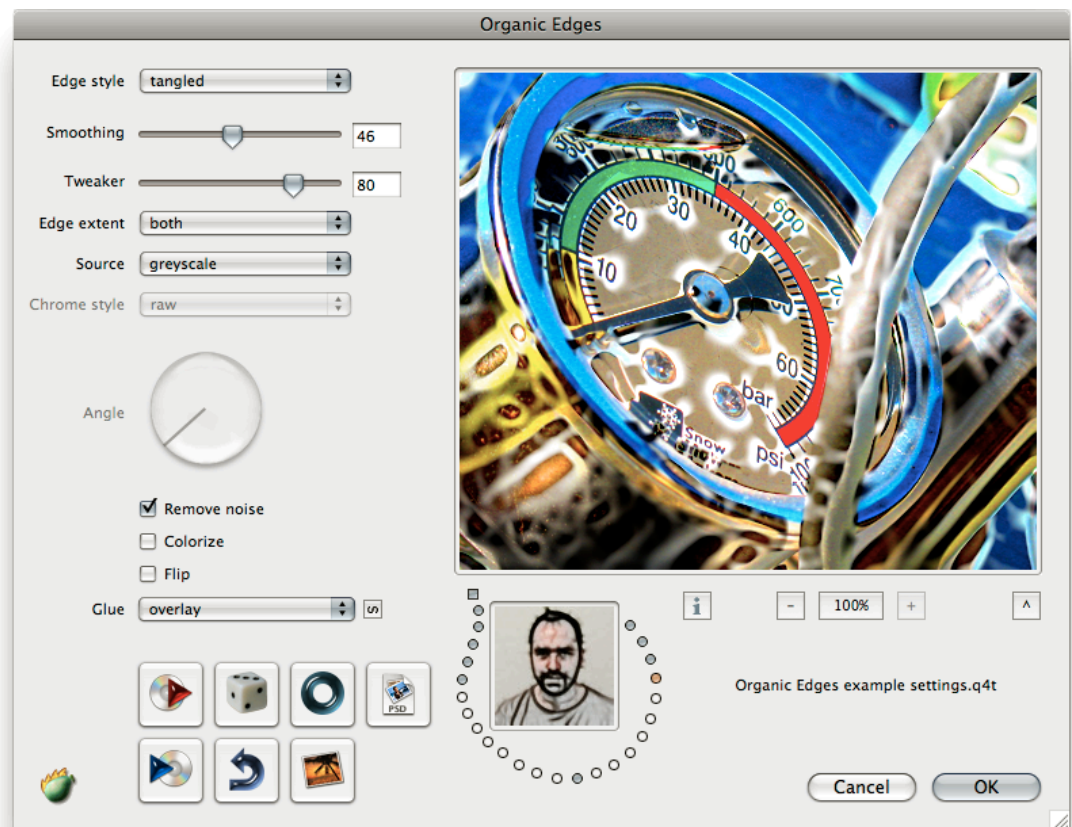 Organic Edges
Edge style tangled
Smoothing 46
Tweaker 80
Edge extent both
Source greyscale
Chrome style raw
Angle
Remove noise
Colorize
Flip
Glue overlay S
PSD
10
20
30
40
60
600
bar
psi
Snow
i - 100% + ^
Organic Edges example settings.q4t
Cancel OK